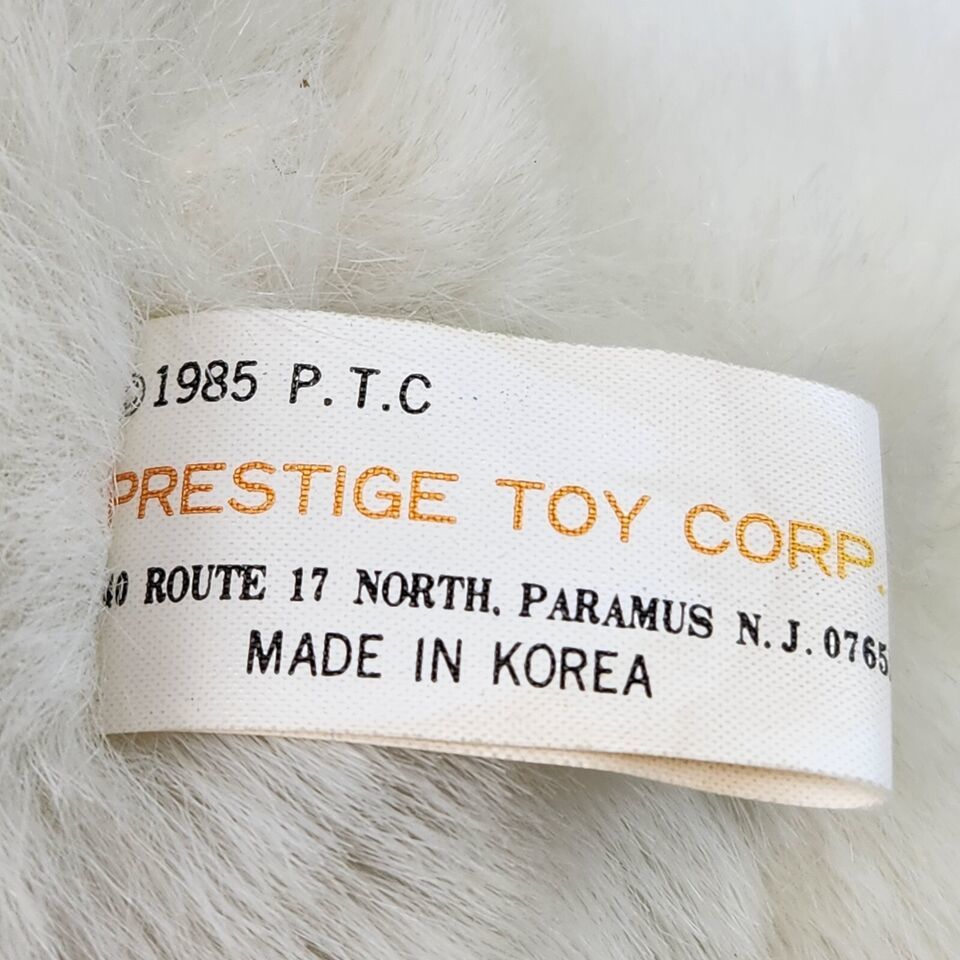 ©1985 P.T.C
PRESTIGE TOY CORP.
ROUTE 17 NORTH. PARAMUS N.J.
MADE IN KOREA